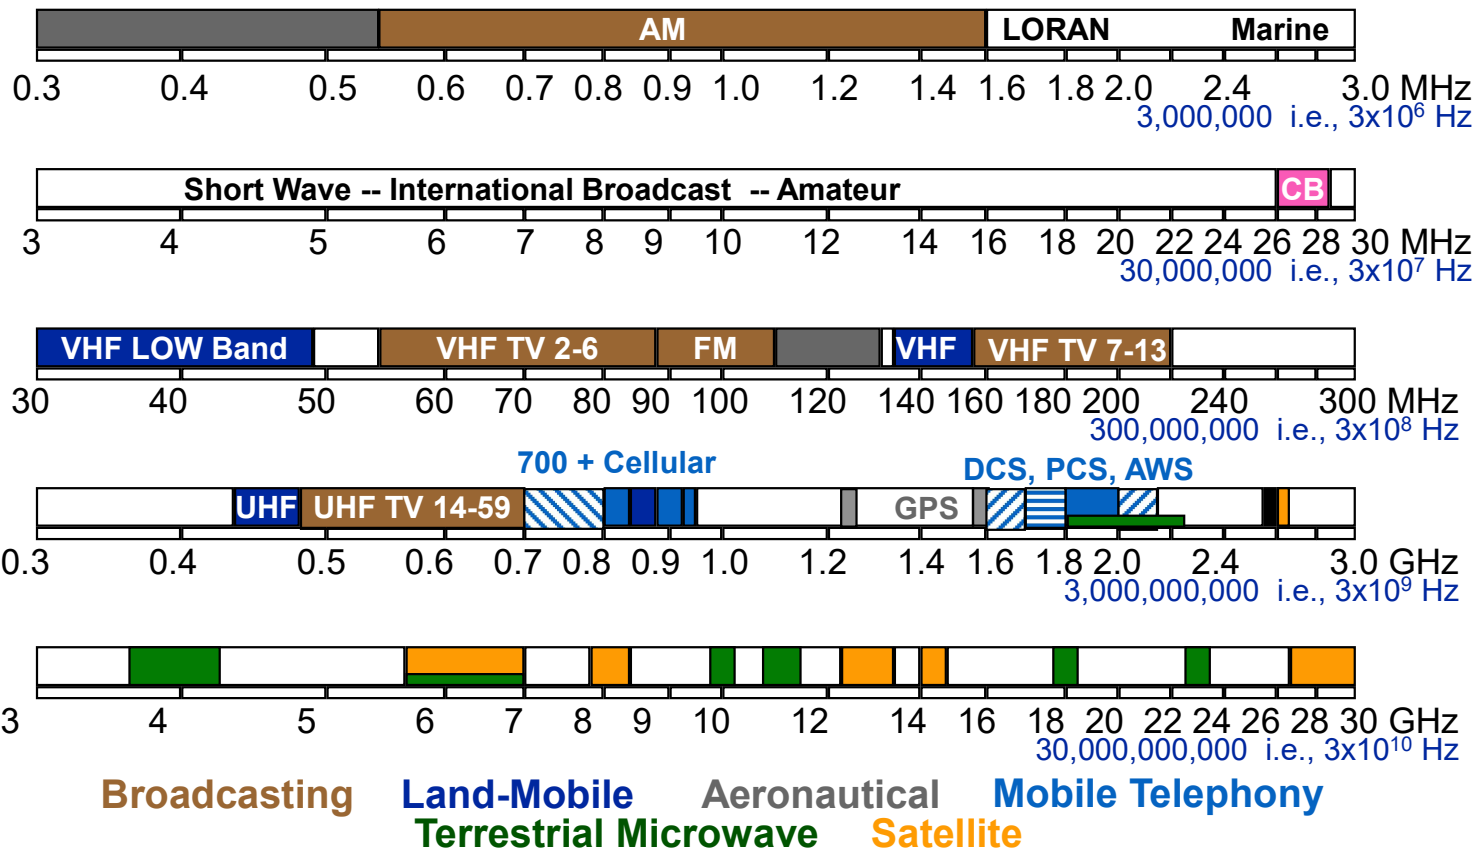 AM LORAN Marine
0.3 0.4 0.5 0.6 0.7 0.8 0.9 1.0 1.2 1.4 1.6 1.8 2.0 2.4 3.0 MHz
3,000,000 i.e., 3x10⁶ Hz
Short Wave -- International Broadcast -- Amateur CB
3 4 5 6 7 8 9 10 12 14 16 18 20 22 24 26 28 30 MHz
30,000,000 i.e., 3x10⁷ Hz
VHF LOW Band VHF TV 2-6 FM VHF VHF TV 7-13
30 40 50 60 70 80 90 100 120 140 160 180 200 240 300 MHz
300,000,000 i.e., 3x10⁸ Hz
700 + Cellular DCS, PCS, AWS
UHF UHF TV 14-59 GPS
0.3 0.4 0.5 0.6 0.7 0.8 0.9 1.0 1.2 1.4 1.6 1.8 2.0 2.4 3.0 GHz
3,000,000,000 i.e., 3x10⁹ Hz
3 4 5 6 7 8 9 10 12 14 16 18 20 22 24 26 28 30 GHz
30,000,000,000 i.e., 3x10¹⁰ Hz
Broadcasting Land-Mobile Aeronautical Mobile Telephony
Terrestrial Microwave Satellite